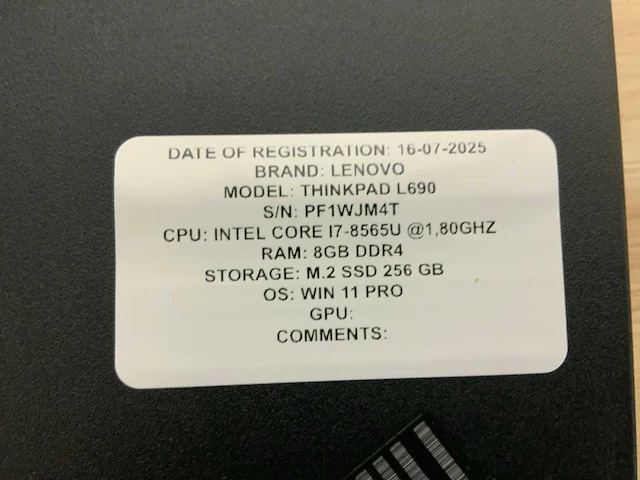 DATE OF REGISTRATION: 16-07-2025
BRAND: LENOVO
MODEL: THINKPAD L690
S/N: PF1WJM4T
CPU: INTEL CORE I7-8565U @1,80GHZ
RAM: 8GB DDR4
STORAGE: M.2 SSD 256 GB
OS: WIN 11 PRO
GPU:
COMMENTS: